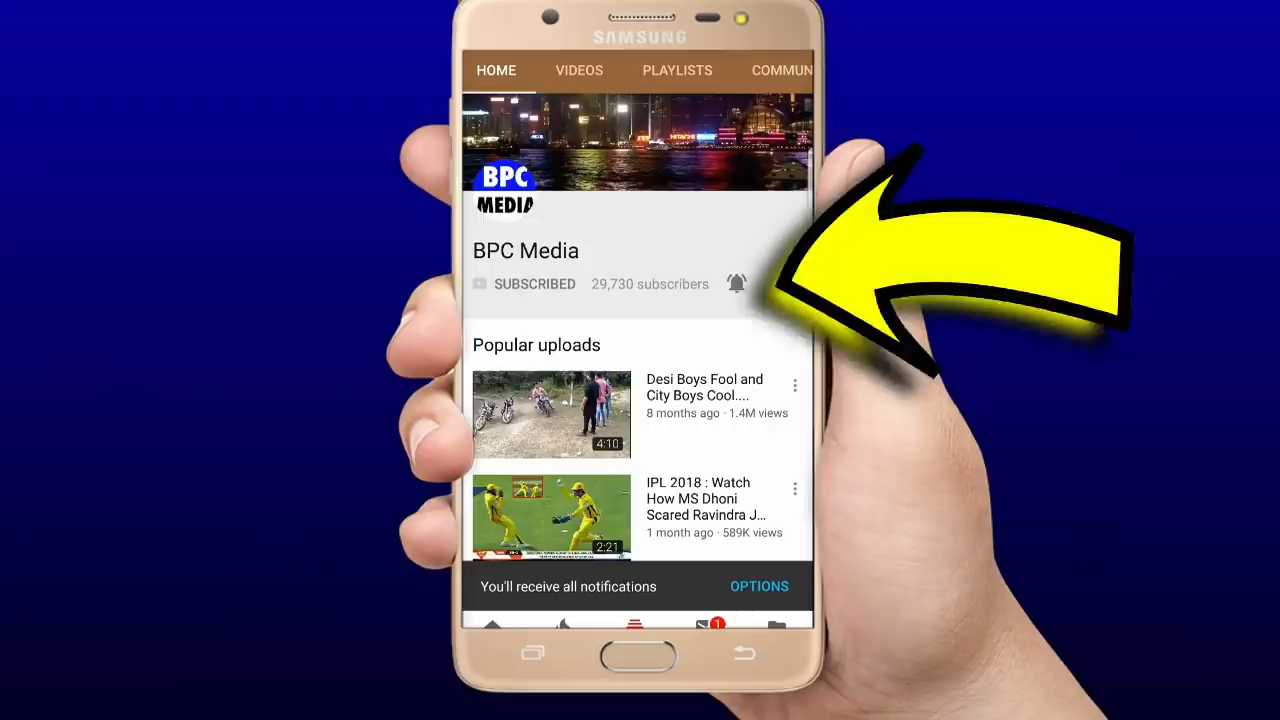 SAMSUNG
HOME VIDEOS PLAYLISTS COMMUN
HITACHI
BPC
MEDIA
BPC Media
SUBSCRIBED 29,730 subscribers
Popular uploads
Desi Boys Fool and
City Boys Cool....
8 months ago · 1.4M views
4:10
IPL 2018 : Watch
How MS Dhoni
Scared Ravindra J...
1 month ago · 589K views
2:21
You'll receive all notifications OPTIONS
1